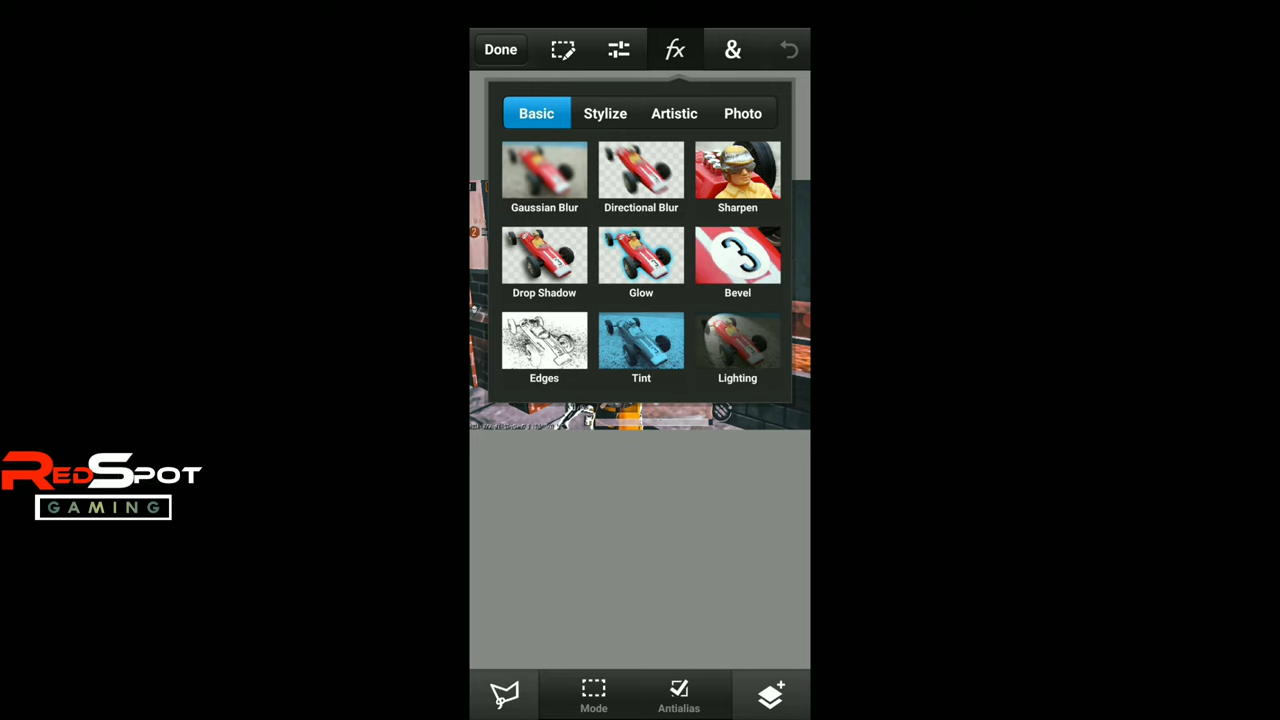 Done fx &
Basic Stylize Artistic Photo
Gaussian Blur Directional Blur Sharpen
3
Drop Shadow Glow Bevel
Edges Tint Lighting
REDSPOT
GAMING
Mode Antialias